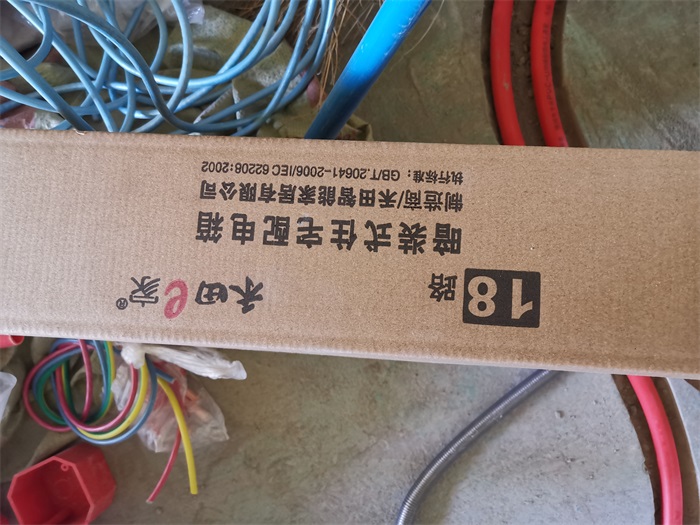 18路 禾田e家®
暗装式住宅配电箱
制造商/禾田智能家居有限公司
执行标准：GB/T.20641-2006/IEC 62208:2002